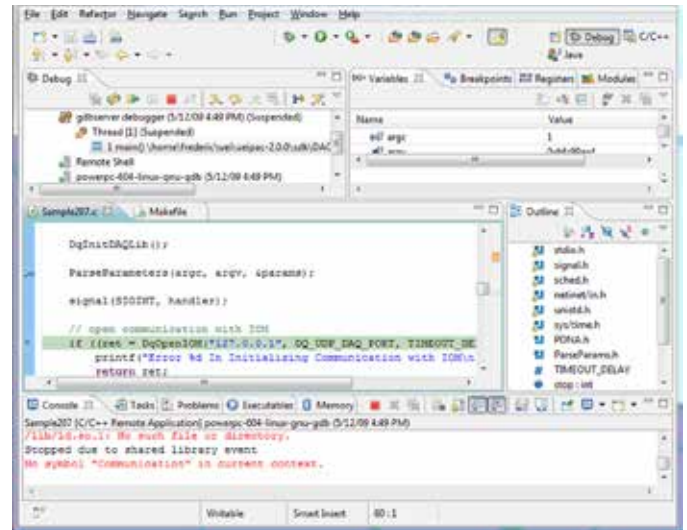 File Edit Refactor Navigate Search Run Project Window Help
Debug C/C++
Java
Debug
Variables Breakpoints Registers Modules
gdbserver debugger (5/12/09 4:49 PM) (Suspended)
Thread [1] (Suspended)
1 main()
Remote Shell
powerpc-604-linux-gnu-gdb (5/12/09 4:49 PM)
Name Value
argc 1
Sample207.c Makefile
DqInitDAQLib();
ParseParameters(argc, argv, &params);
signal(SIGINT, handler);
// open communication with IOM
if ((ret = DqOpenIOM("127.0.0.1", DQ_UDP_DAQ_PORT, TIMEOUT_DE
printf("Error %d In Initializing Communication with IOM\n
return ret;
Outline
stdio.h
signal.h
sched.h
netinet/in.h
unistd.h
sys/time.h
PDNA.h
ParseParams.h
TIMEOUT_DELAY
stop : int
Console Tasks Problems Executables Memory
Sample207 [C/C++ Remote Application] powerpc-604-linux-gnu-gdb (5/12/09 4:49 PM)
/lib/ld.so.1: No such file or directory.
Stopped due to shared library event
No symbol "Communication" in current context.
Writable Smart Insert 60 : 1